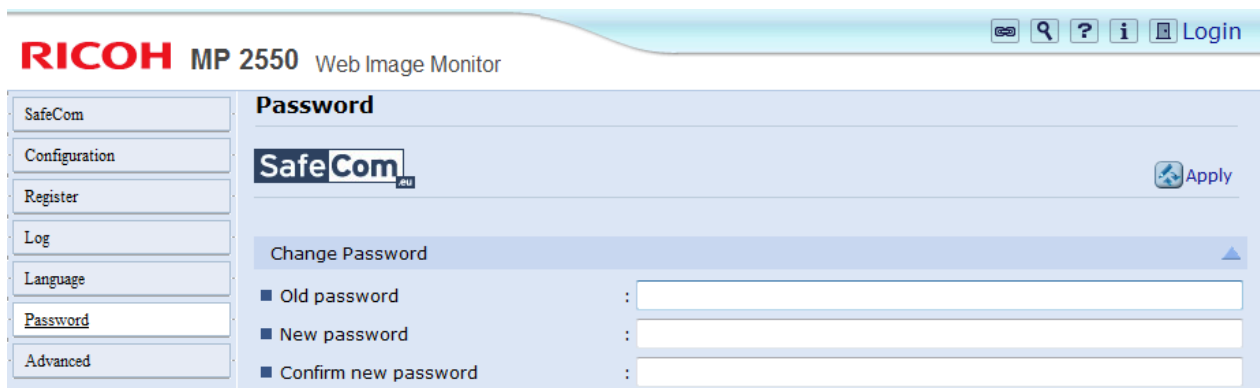 Login
RICOH MP 2550 Web Image Monitor
SafeCom
Configuration
Register
Log
Language
Password
Advanced
Password
SafeCom.eu
Apply
Change Password
Old password :
New password :
Confirm new password :